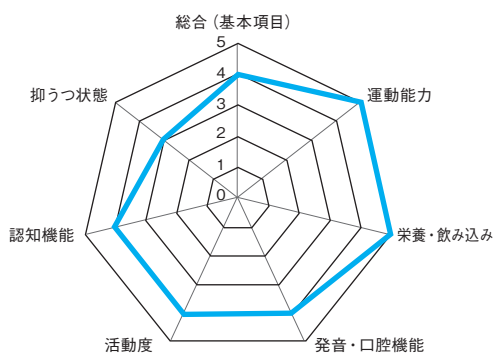 総合（基本項目）
5
4
3
2
1
0
運動能力
栄養・飲み込み
発音・口腔機能
活動度
認知機能
抑うつ状態